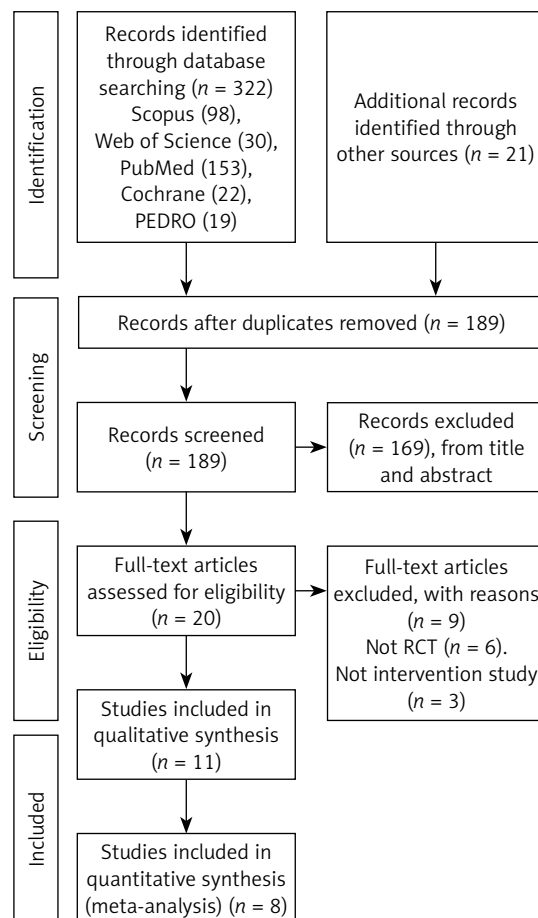 Identification
Records identified
through database
searching (n = 322)
Scopus (98),
Web of Science (30),
PubMed (153),
Cochrane (22),
PEDRO (19)
Additional records
identified through
other sources (n = 21)
Screening
Records after duplicates removed (n = 189)
Records screened
(n = 189)
Records excluded
(n = 169), from title
and abstract
Eligibility
Full-text articles
assessed for eligibility
(n = 20)
Full-text articles
excluded, with reasons
(n = 9)
Not RCT (n = 6).
Not intervention study
(n = 3)
Studies included in
qualitative synthesis
(n = 11)
Included
Studies included in
quantitative synthesis
(meta-analysis) (n = 8)